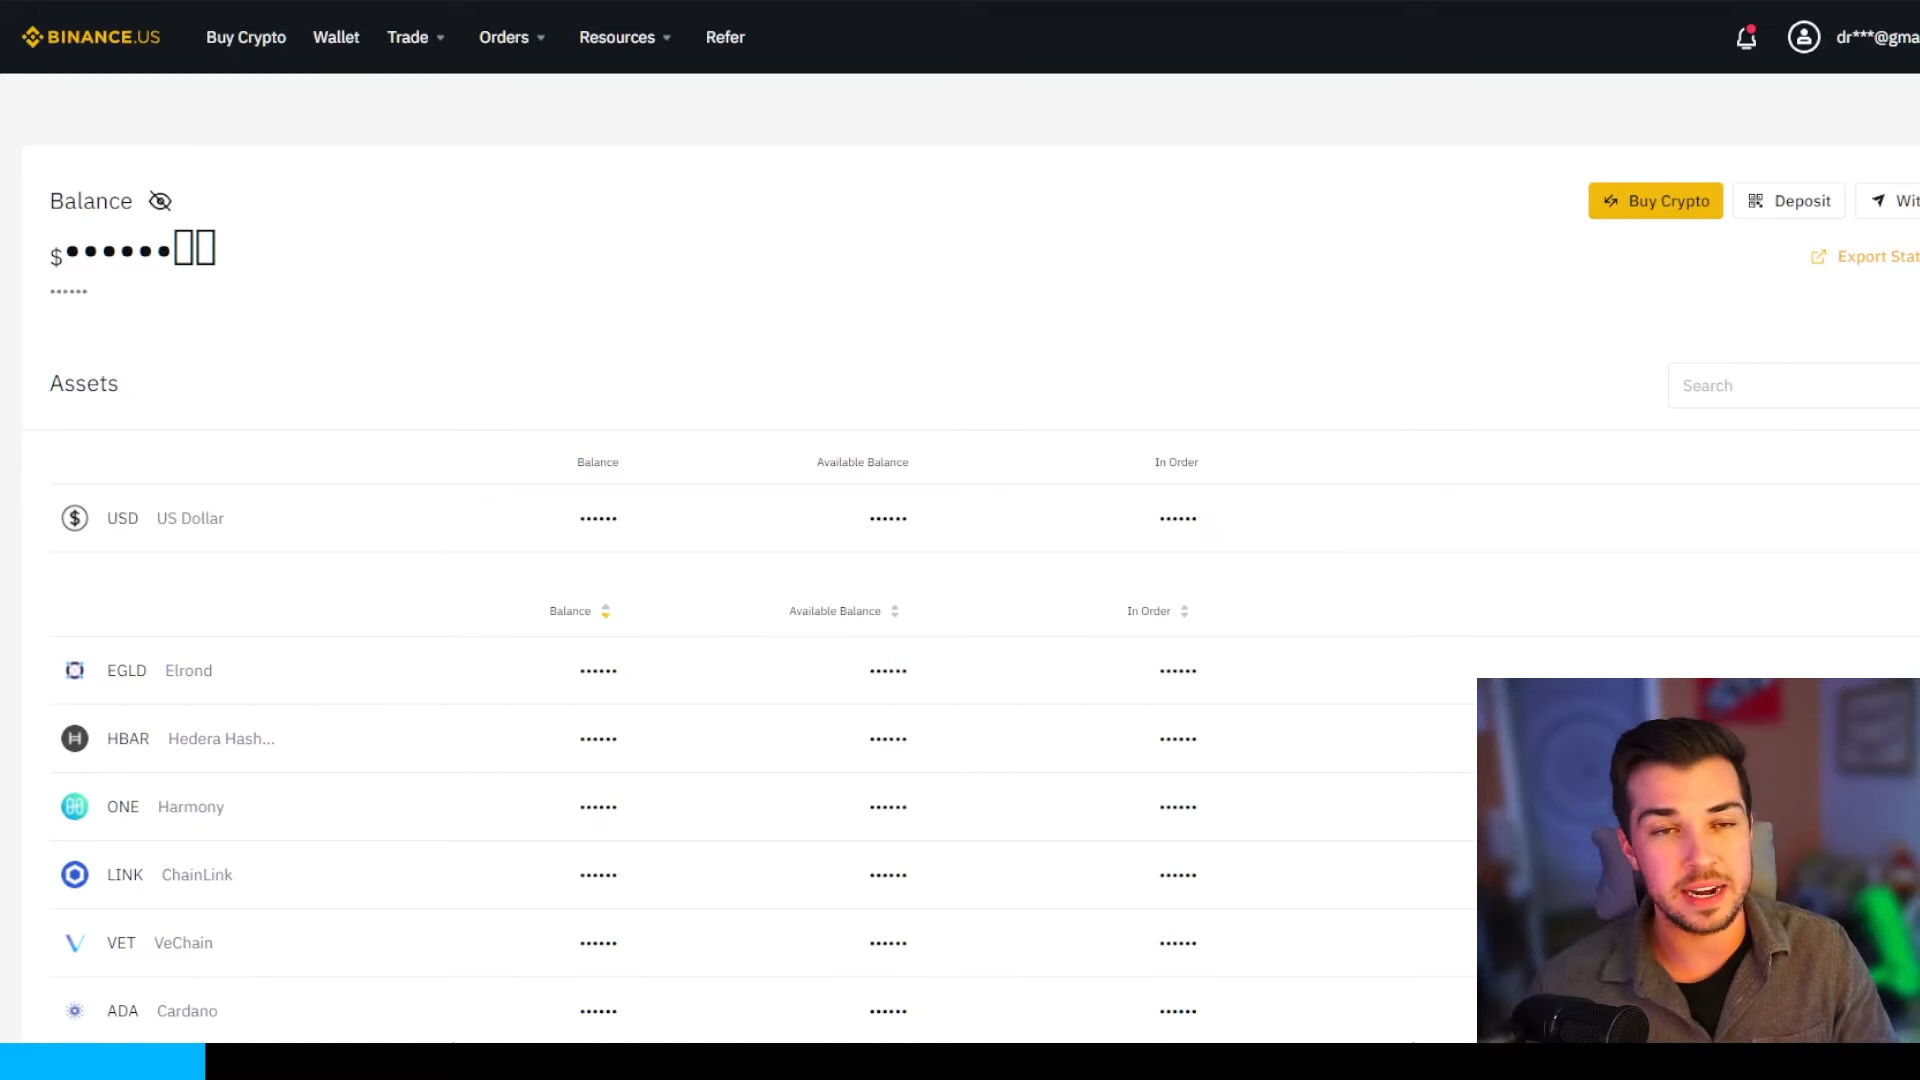 BINANCE.US Buy Crypto Wallet Trade Orders Resources Refer dr***@gma
Balance
Buy Crypto Deposit Wit
$••••••
Export Stat
••••••
Assets
Search
Balance Available Balance In Order
USD US Dollar •••••• •••••• ••••••
Balance Available Balance In Order
EGLD Elrond •••••• •••••• ••••••
HBAR Hedera Hash... •••••• •••••• ••••••
ONE Harmony •••••• •••••• ••••••
LINK ChainLink •••••• •••••• ••••••
VET VeChain •••••• •••••• ••••••
ADA Cardano •••••• •••••• ••••••